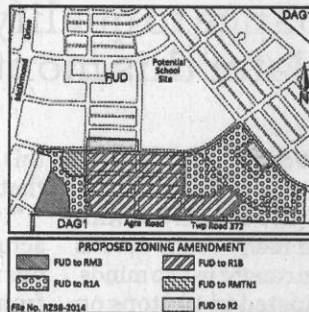 DAG
Drive
FUD
Potential
School
Site
N
DAG1
Agra Road
Twp Road 372
PROPOSED ZONING AMENDMENT
FUD to RM3
FUD to R1B
FUD to R1A
FUD to RMTN1
File No. RZ38-2014
FUD to R2